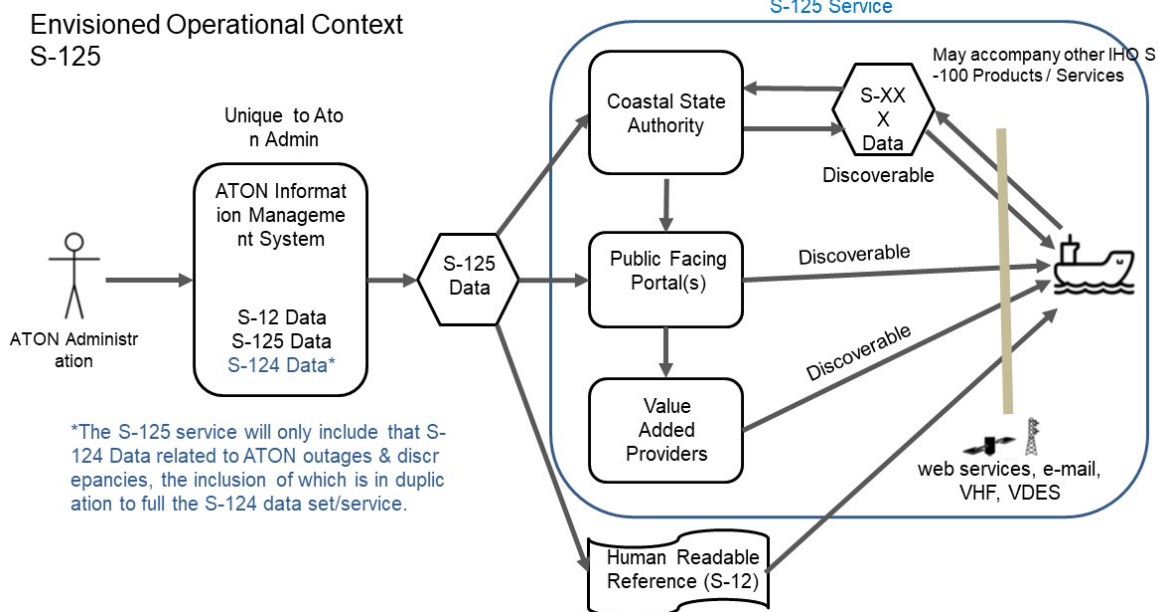 Envisioned Operational Context
S-125
S-125 Service
May accompany other IHO S
-100 Products / Services
Unique to Ato
n Admin
ATON Informat
ion Manageme
nt System
S-12 Data
S-125 Data
S-124 Data*
ATON Administr
ation
S-125
Data
Coastal State
Authority
S-XX
X
Data
Discoverable
Public Facing
Portal(s)
Discoverable
Value
Added
Providers
Discoverable
web services, e-mail,
VHF, VDES
*The S-125 service will only include that S-
124 Data related to ATON outages & discr
epancies, the inclusion of which is in duplic
ation to full the S-124 data set/service.
Human Readable
Reference (S-12)